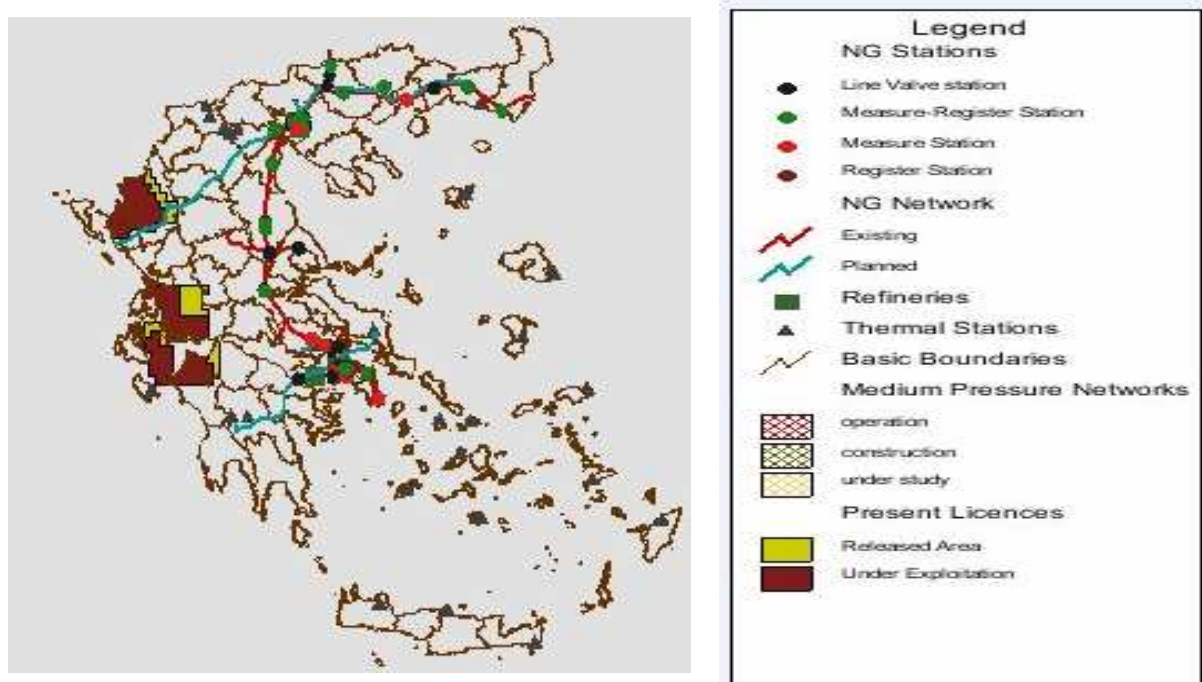 Legend
NG Stations
Line Valve station
Measure-Register Station
Measure Station
Register Station
NG Network
Existing
Planned
Refineries
Thermal Stations
Basic Boundaries
Medium Pressure Networks
operation
construction
under study
Present Licences
Released Area
Under Exploitation